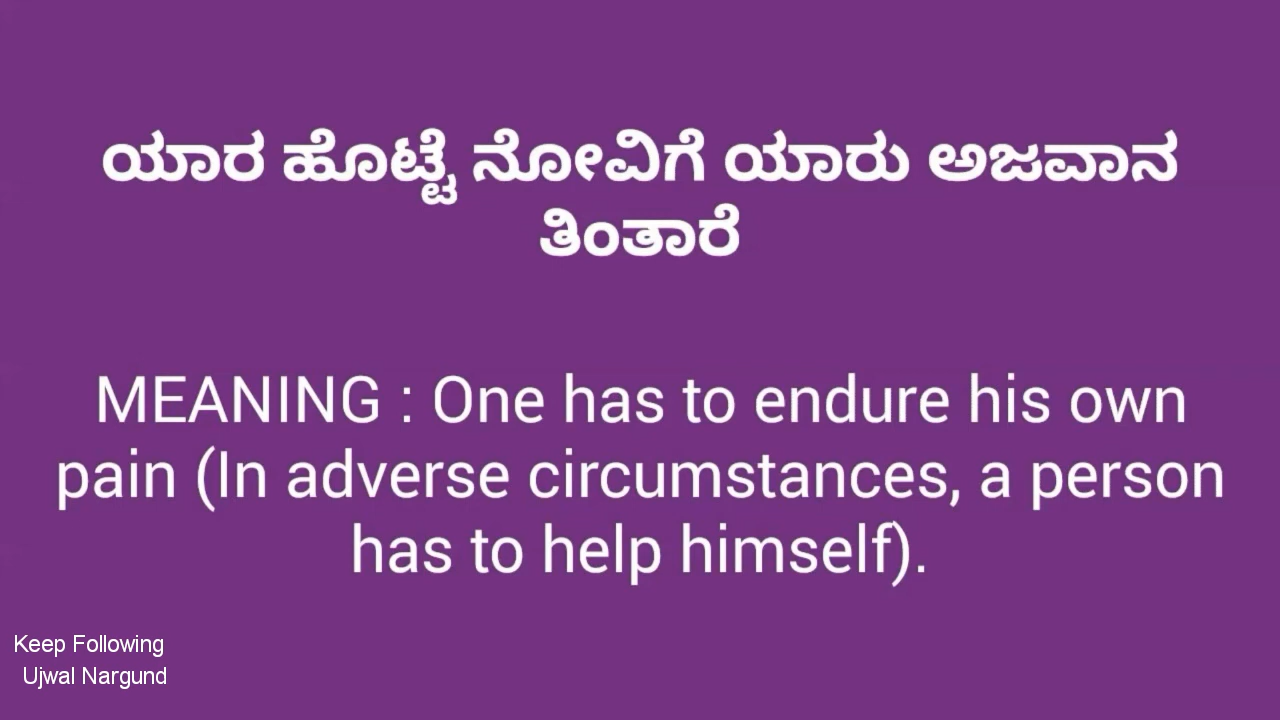 ಯಾರ ಹೊಟ್ಟೆ ನೋವಿಗೆ ಯಾರು ಅಜವಾನ
ತಿಂತಾರೆ
MEANING : One has to endure his own
pain (In adverse circumstances, a person
has to help himself).
Keep Following
Ujwal Nargund